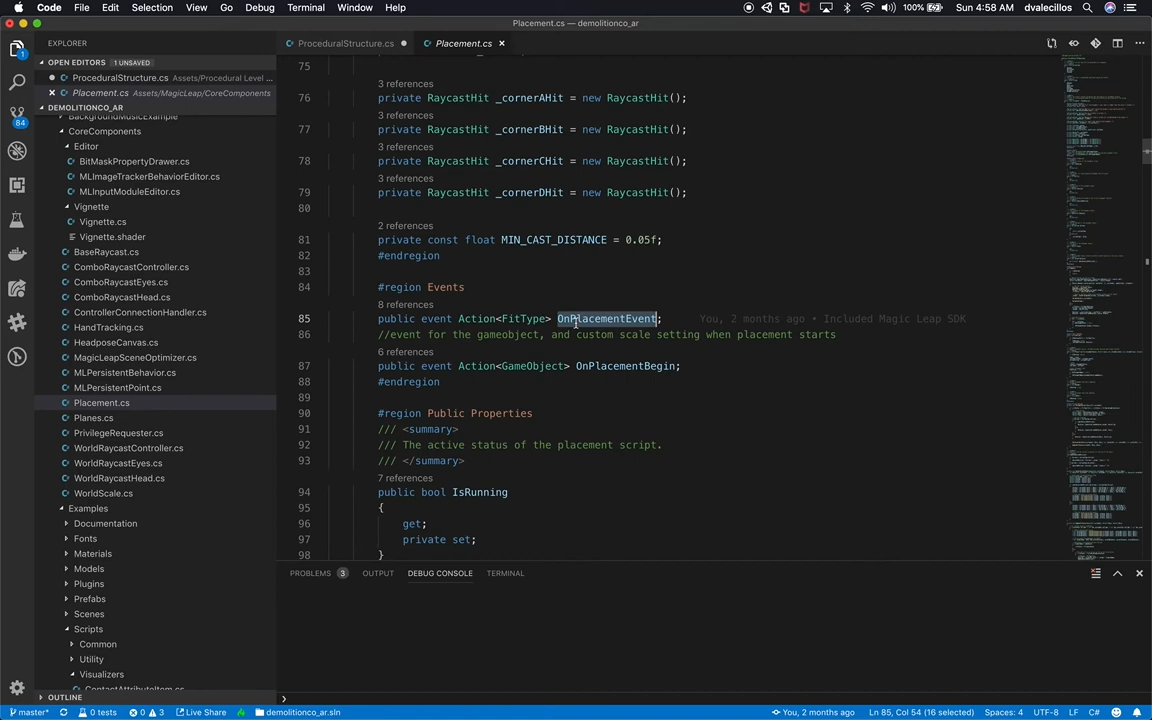 Code File Edit Selection View Go Debug Terminal Window Help 100% Sun 4:58 AM dvalecillos
Placement.cs — demolitionco_ar
EXPLORER
OPEN EDITORS 1 UNSAVED
ProceduralStructure.cs Assets/Procedural Level ...
Placement.cs Assets/MagicLeap/CoreComponents
DEMOLITIONCO_AR
BackgroundMusicExample
CoreComponents
Editor
BitMaskPropertyDrawer.cs
MLImageTrackerBehaviorEditor.cs
MLInputModuleEditor.cs
Vignette
Vignette.cs
Vignette.shader
BaseRaycast.cs
ComboRaycastController.cs
ComboRaycastEyes.cs
ComboRaycastHead.cs
ControllerConnectionHandler.cs
HandTracking.cs
HeadposeCanvas.cs
MagicLeapSceneOptimizer.cs
MLPersistentBehavior.cs
MLPersistentPoint.cs
Placement.cs
Planes.cs
PrivilegeRequester.cs
WorldRaycastController.cs
WorldRaycastEyes.cs
WorldRaycastHead.cs
WorldScale.cs
Examples
Documentation
Fonts
Materials
Models
Plugins
Prefabs
Scenes
Scripts
Common
Utility
Visualizers
ContactAttributeItem.cs
OUTLINE
1
84
ProceduralStructure.cs Placement.cs
75
3 references
76 private RaycastHit _cornerAHit = new RaycastHit();
3 references
77 private RaycastHit _cornerBHit = new RaycastHit();
3 references
78 private RaycastHit _cornerCHit = new RaycastHit();
3 references
79 private RaycastHit _cornerDHit = new RaycastHit();
80
2 references
81 private const float MIN_CAST_DISTANCE = 0.05f;
82 #endregion
83
84 #region Events
8 references
85 public event Action<FitType> OnPlacementEvent; You, 2 months ago • Included Magic Leap SDK
86 //event for the gameobject, and custom scale setting when placement starts
6 references
87 public event Action<GameObject> OnPlacementBegin;
88 #endregion
89
90 #region Public Properties
91 /// <summary>
92 /// The active status of the placement script.
93 /// </summary>
7 references
94 public bool IsRunning
95 {
96 get;
97 private set;
98 }
PROBLEMS 3 OUTPUT DEBUG CONSOLE TERMINAL
master* 0 tests 0 3 Live Share demolitionco_ar.sln You, 2 months ago Ln 85, Col 54 (16 selected) Spaces: 4 UTF-8 LF C#